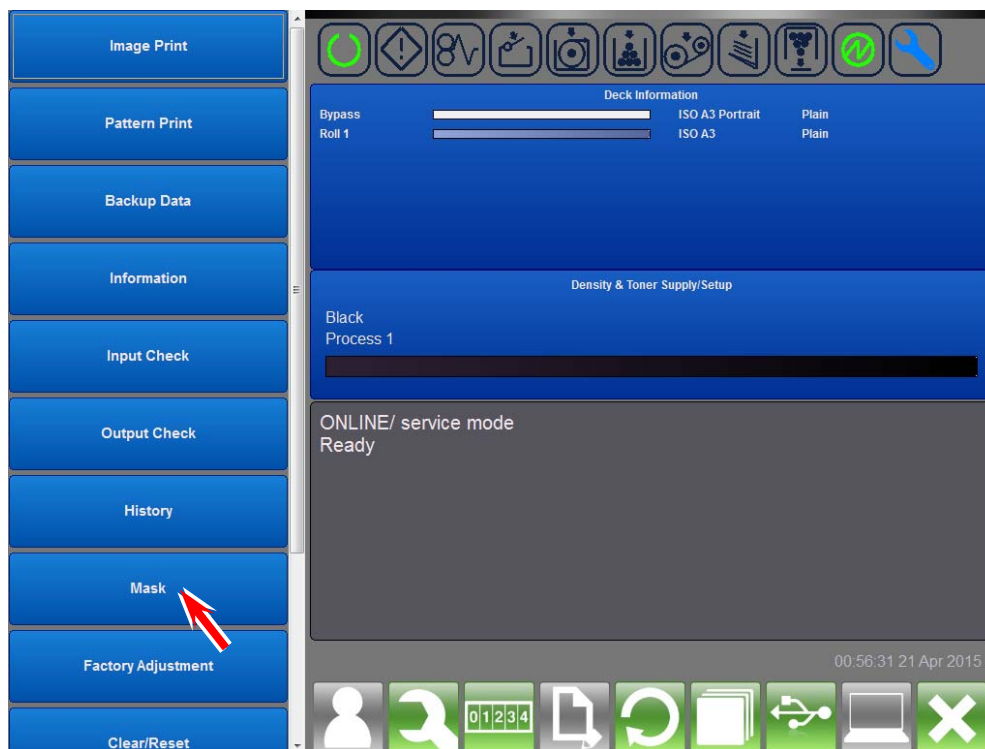 Image Print
Pattern Print
Backup Data
Information
Input Check
Output Check
History
Mask
Factory Adjustment
Clear/Reset
Deck Information
Bypass ISO A3 Portrait Plain
Roll 1 ISO A3 Plain
Density & Toner Supply/Setup
Black
Process 1
ONLINE/ service mode
Ready
00:56:31 21 Apr 2015
01234